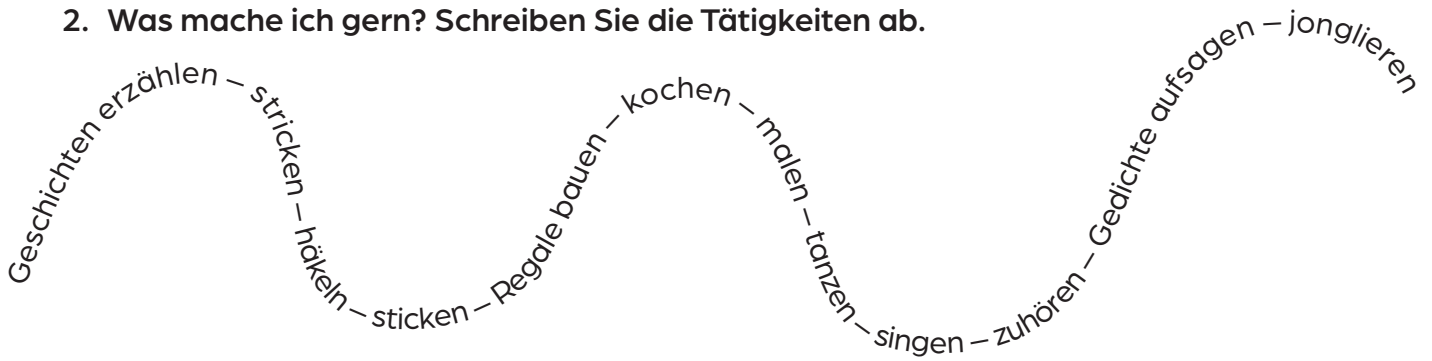 2. Was mache ich gern? Schreiben Sie die Tätigkeiten ab.
Geschichten erzählen – stricken – häkeln – sticken – Regale bauen – kochen – malen – tanzen – singen – zuhören – Gedichte aufsagen – jonglieren